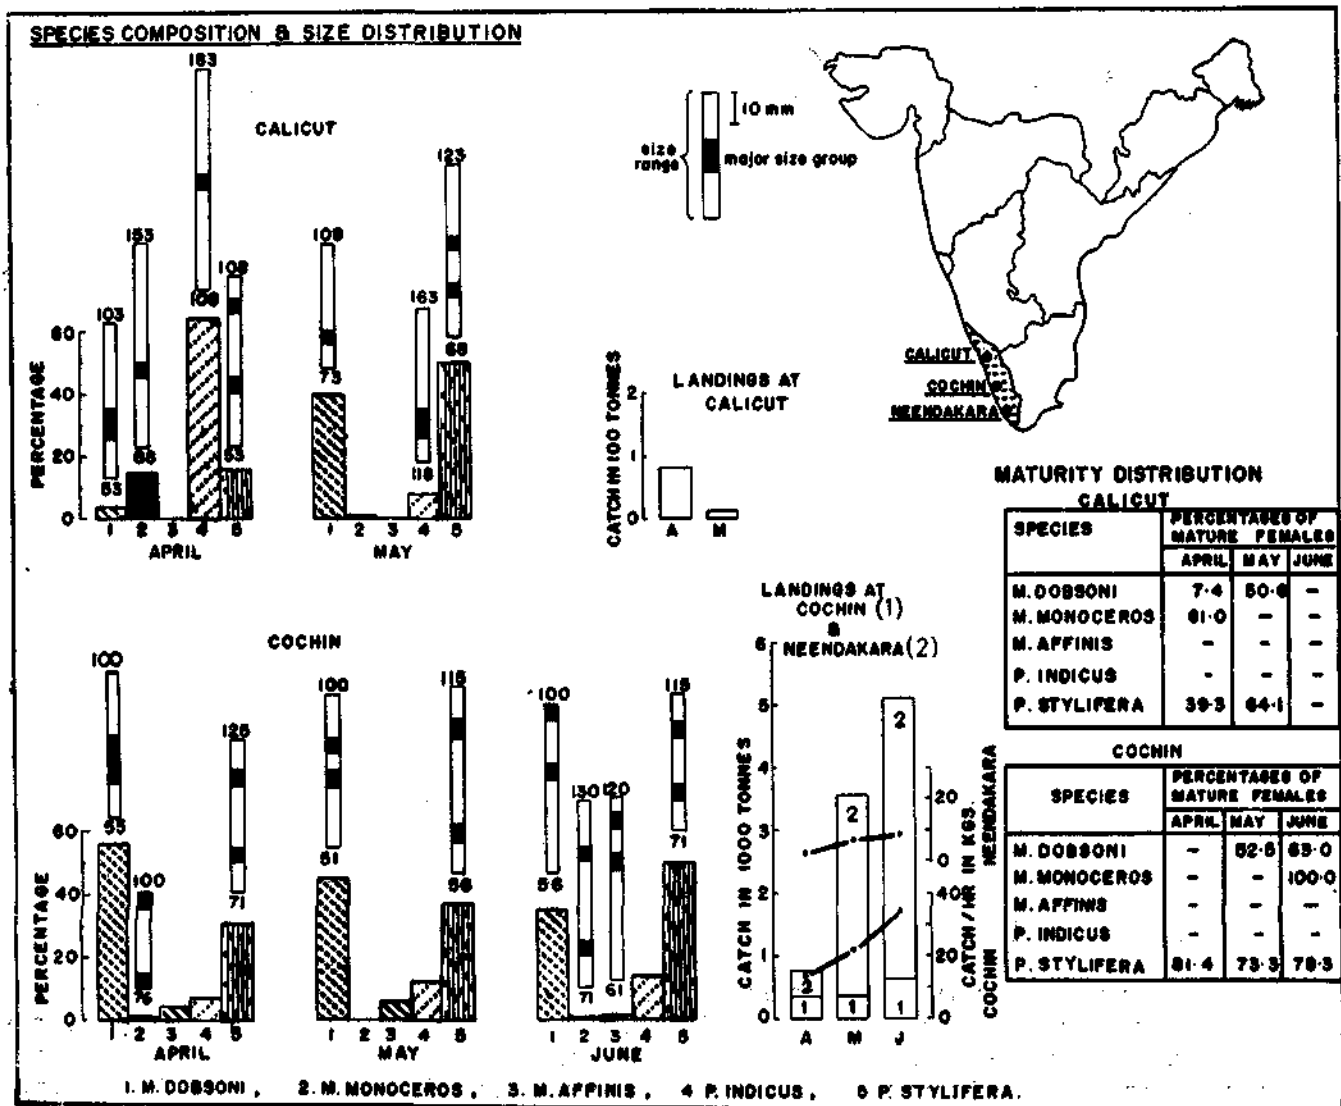 SPECIES COMPOSITION & SIZE DISTRIBUTION
CALICUT
163
108
153
103
53
109
73
123
68
163
118
PERCENTAGE
60
40
20
0
1 2 3 4 5
APRIL
1 2 3 4 5
MAY
size range
10 mm
major size group
LANDINGS AT
CALICUT
CATCH IN 100 TONNES
2
1
0
A M
CALICUT
COCHIN
NEENDAKARA
COCHIN
100
53
100
76
125
71
100
51
115
56
100
56
130
71
120
61
115
71
PERCENTAGE
60
40
20
0
1 2 3 4 5
APRIL
1 2 3 4 5
MAY
1 2 3 4 5
JUNE
LANDINGS AT
COCHIN (1)
&
NEENDAKARA (2)
CATCH IN 1000 TONNES
6
5
4
3
2
1
0
2
2
2
1 1 1
A M J
20
0
40
20
0
CATCH/HR IN KGS.
COCHIN NEENDAKARA
MATURITY DISTRIBUTION
CALICUT
SPECIES PERCENTAGES OF
MATURE FEMALES
APRIL MAY JUNE
M. DOBSONI 7.4 50.6 –
M. MONOCEROS 61.0 – –
M. AFFINIS – – –
P. INDICUS – – –
P. STYLIFERA 39.3 64.1 –
COCHIN
SPECIES PERCENTAGES OF
MATURE FEMALES
APRIL MAY JUNE
M. DOBSONI – 52.5 63.0
M. MONOCEROS – – 100.0
M. AFFINIS – – –
P. INDICUS – – –
P. STYLIFERA 81.4 73.3 78.3
1. M. DOBSONI, 2. M. MONOCEROS, 3. M. AFFINIS, 4 P. INDICUS, 5 P. STYLIFERA.